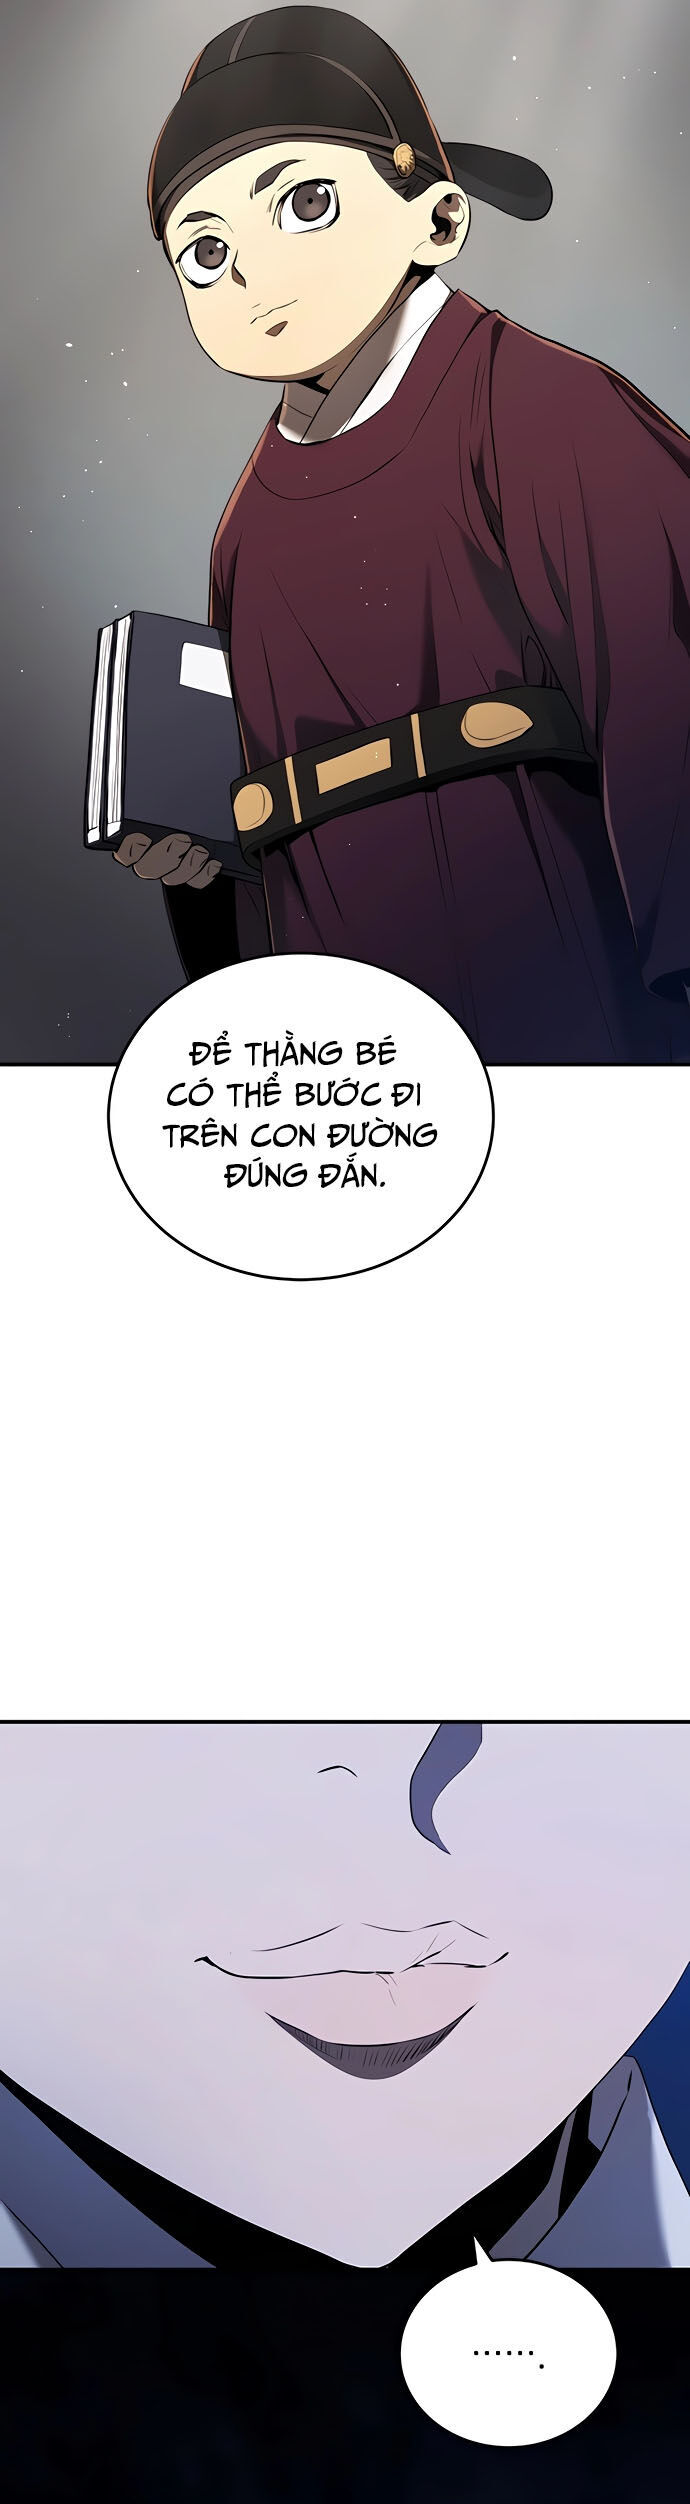 ĐỂ THẰNG BÉ
CÓ THỂ BƯỚC ĐI
TRÊN CON ĐƯỜNG
ĐÚNG ĐẮN.
.......